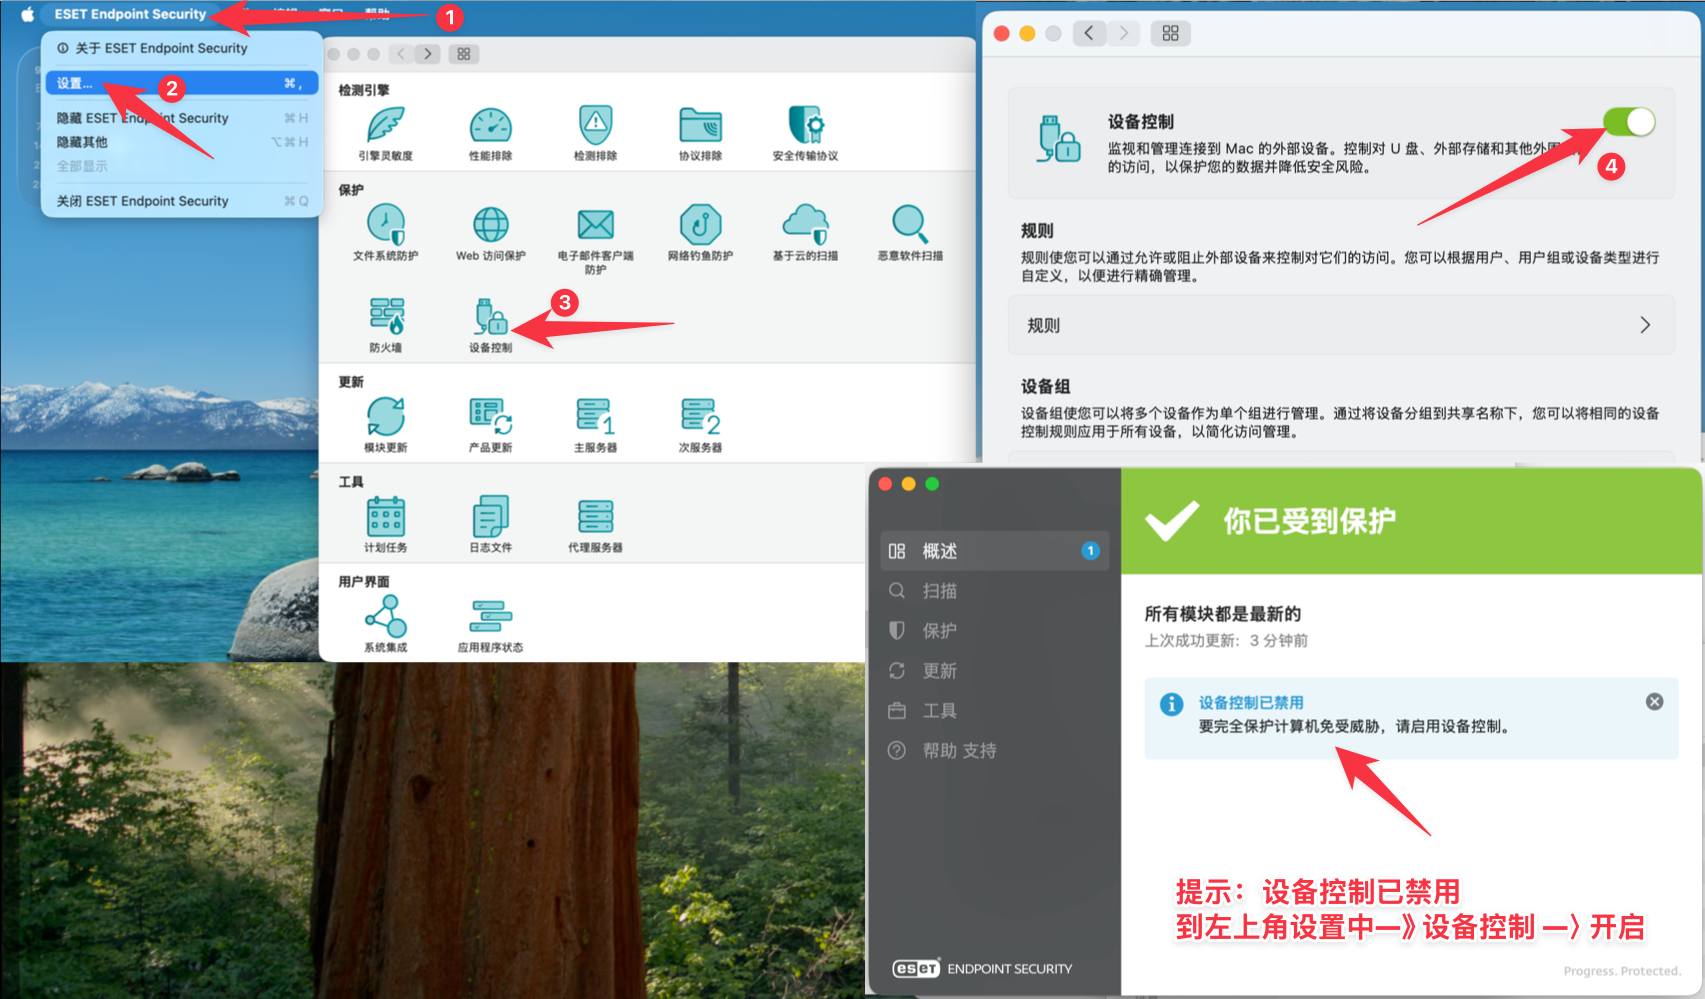 ESET Endpoint Security
窗口
帮助
1
关于 ESET Endpoint Security
设置...
⌘ ,
2
隐藏 ESET Endpoint Security
⌘ H
隐藏其他
⌥ ⌘ H
全部显示
关闭 ESET Endpoint Security
⌘ Q
检测引擎
引擎灵敏度
性能排除
检测排除
协议排除
安全传输协议
保护
文件系统防护
Web 访问保护
电子邮件客户端
防护
网络钓鱼防护
基于云的扫描
恶意软件扫描
3
防火墙
设备控制
更新
模块更新
产品更新
1
主服务器
2
次服务器
工具
计划任务
日志文件
代理服务器
用户界面
系统集成
应用程序状态
设备控制
监视和管理连接到 Mac 的外部设备。控制对 U 盘、外部存储和其他外围
的访问，以保护您的数据并降低安全风险。
4
规则
规则使您可以通过允许或阻止外部设备来控制对它们的访问。您可以根据用户、用户组或设备类型进行
自定义，以便进行精确管理。
规则
设备组
设备组使您可以将多个设备作为单个组进行管理。通过将设备分组到共享名称下，您可以将相同的设备
控制规则应用于所有设备，以简化访问管理。
概述
1
扫描
保护
更新
工具
帮助 支持
eseT ENDPOINT SECURITY
你已受到保护
所有模块都是最新的
上次成功更新: 3 分钟前
设备控制已禁用
要完全保护计算机免受威胁，请启用设备控制。
提示：设备控制已禁用
到左上角设置中—》设备控制 —〉开启
Progress. Protected.